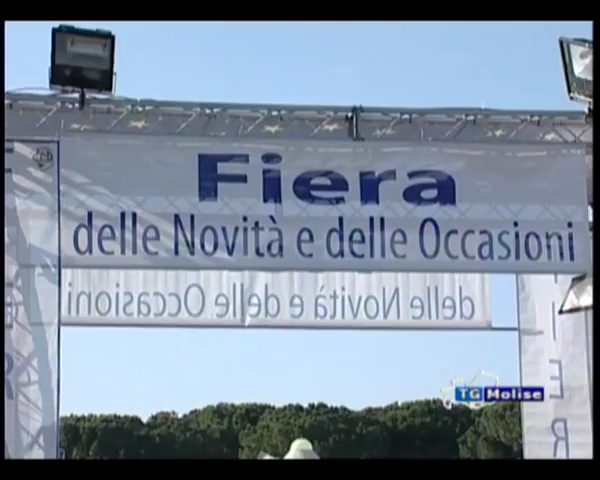 Fiera
delle Novità e delle Occasioni
delle Novità e delle Occasioni
TG Molise
I
E
R